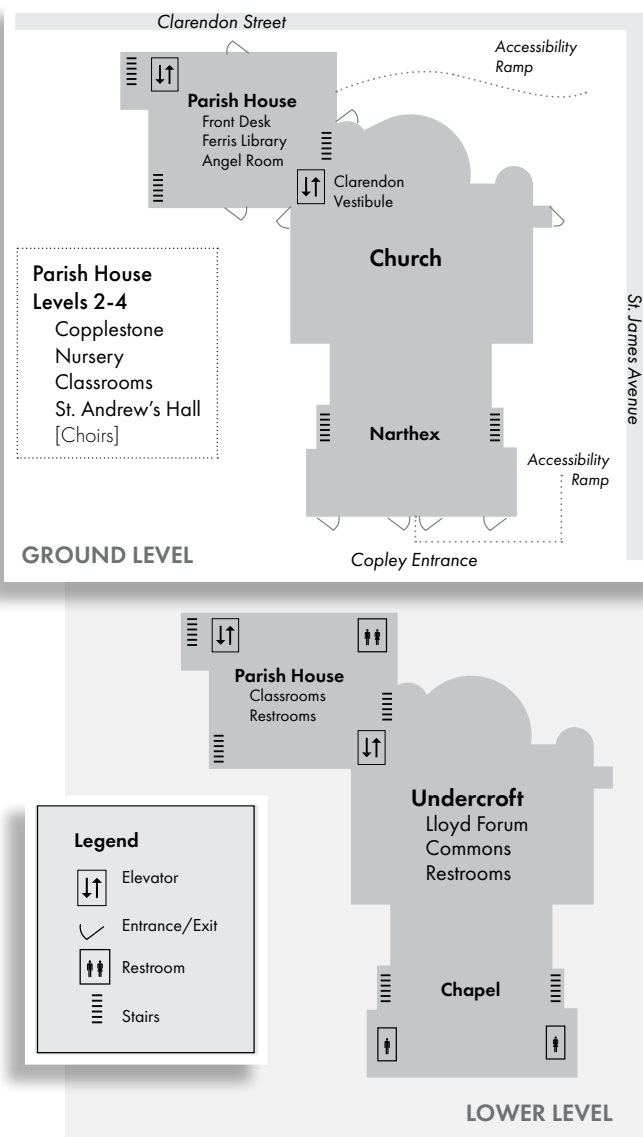 Clarendon Street
Accessibility
Ramp
Parish House
Front Desk
Ferris Library
Angel Room
Clarendon
Vestibule
Church
Parish House
Levels 2-4
Copplestone
Nursery
Classrooms
St. Andrew's Hall
[Choirs]
St. James Avenue
Narthex
Accessibility
Ramp
GROUND LEVEL
Copley Entrance
Parish House
Classrooms
Restrooms
Undercroft
Lloyd Forum
Commons
Restrooms
Legend
Elevator
Entrance/Exit
Restroom
Stairs
Chapel
LOWER LEVEL